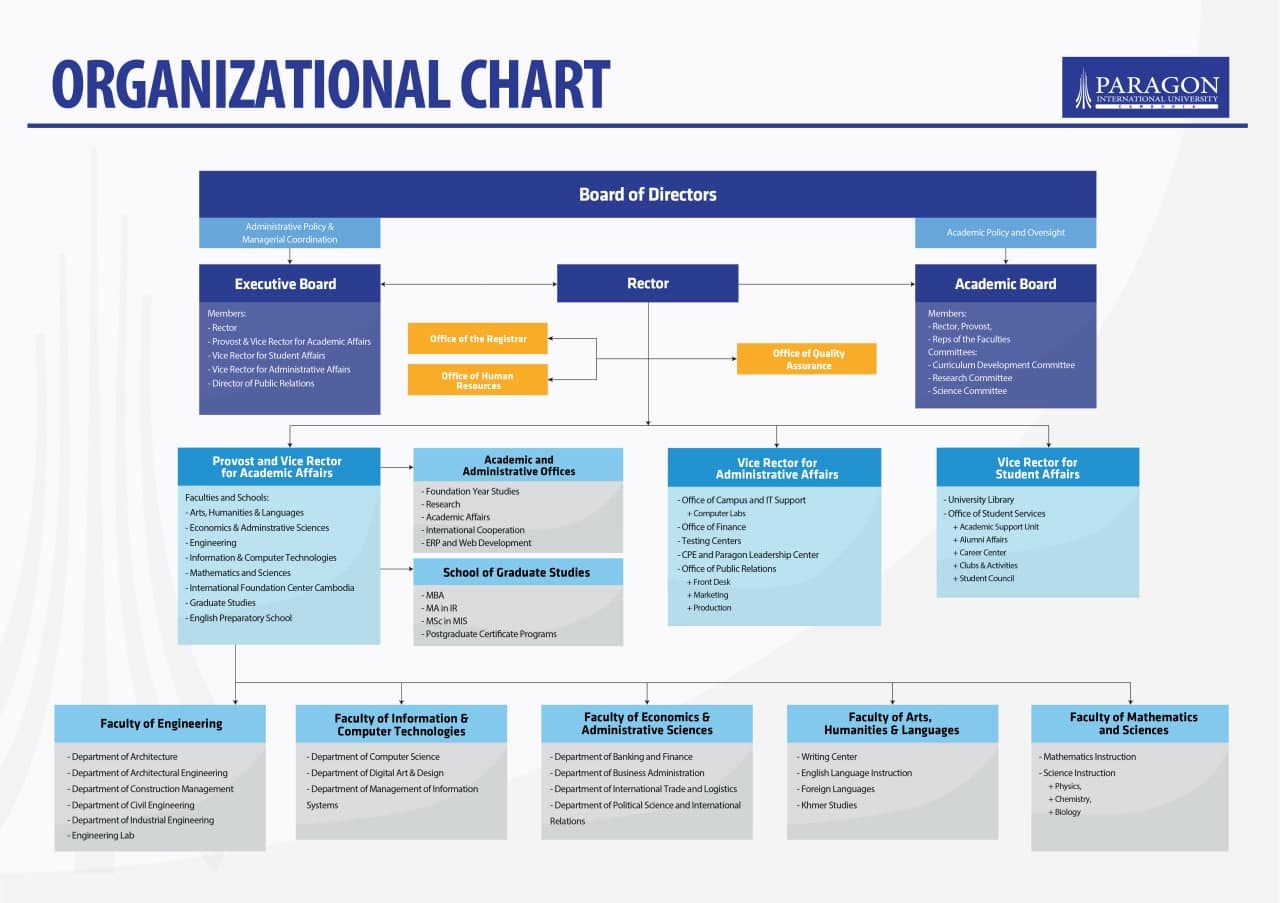 ORGANIZATIONAL CHART
PARAGON
INTERNATIONAL UNIVERSITY
CAMBODIA
Board of Directors
Administrative Policy &
Managerial Coordination
Academic Policy and Oversight
Executive Board
Members:
- Rector
- Provost & Vice Rector for Academic Affairs
- Vice Rector for Student Affairs
- Vice Rector for Administrative Affairs
- Director of Public Relations
Rector
Academic Board
Members:
- Rector, Provost,
- Reps of the Faculties
Committees:
- Curriculum Development Committee
- Research Committee
- Science Committee
Office of the Registrar
Office of Human
Resources
Office of Quality
Assurance
Provost and Vice Rector
for Academic Affairs
Faculties and Schools:
- Arts, Humanities & Languages
- Economics & Adminstrative Sciences
- Engineering
- Information & Computer Technologies
- Mathematics and Sciences
- International Foundation Center Cambodia
- Graduate Studies
- English Preparatory School
Academic and
Administrative Offices
- Foundation Year Studies
- Research
- Academic Affairs
- International Cooperation
- ERP and Web Development
School of Graduate Studies
- MBA
- MA in IR
- MSc in MIS
- Postgraduate Certificate Programs
Vice Rector for
Administrative Affairs
- Office of Campus and IT Support
+ Computer Labs
- Office of Finance
- Testing Centers
- CPE and Paragon Leadership Center
- Office of Public Relations
+ Front Desk
+ Marketing
+ Production
Vice Rector for
Student Affairs
- University Library
- Office of Student Services
+ Academic Support Unit
+ Alumni Affairs
+ Career Center
+ Clubs & Activities
+ Student Council
Faculty of Engineering
- Department of Architecture
- Department of Architectural Engineering
- Department of Construction Management
- Department of Civil Engineering
- Department of Industrial Engineering
- Engineering Lab
Faculty of Information &
Computer Technologies
- Department of Computer Science
- Department of Digital Art & Design
- Department of Management of Information
Systems
Faculty of Economics &
Administrative Sciences
- Department of Banking and Finance
- Department of Business Administration
- Department of International Trade and Logistics
- Department of Political Science and International
Relations
Faculty of Arts,
Humanities & Languages
- Writing Center
- English Language Instruction
- Foreign Languages
- Khmer Studies
Faculty of Mathematics
and Sciences
- Mathematics Instruction
- Science Instruction
+ Physics,
+ Chemistry,
+ Biology